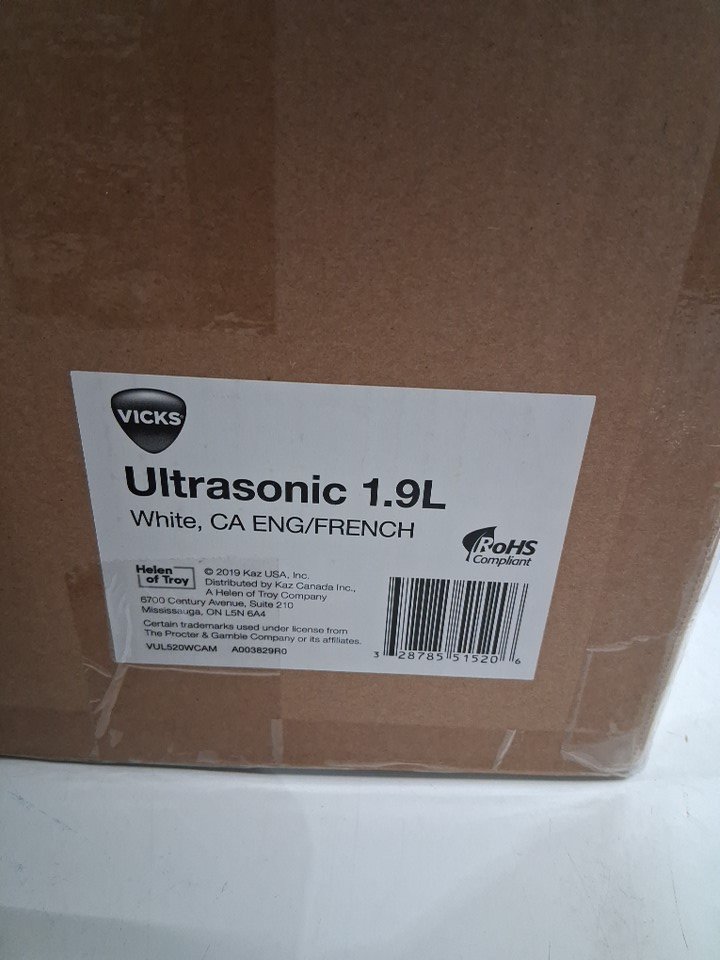 VICKS
Ultrasonic 1.9L
White, CA ENG/FRENCH
RoHS
Compliant
Helen
of Troy
© 2019 Kaz USA, Inc.
Distributed by Kaz Canada Inc.,
A Helen of Troy Company
6700 Century Avenue, Suite 210
Mississauga, ON L5N 6A4
Certain trademarks used under license from
The Procter & Gamble Company or its affiliates.
VUL520WCAM A003829R0
3 28785 51520 6